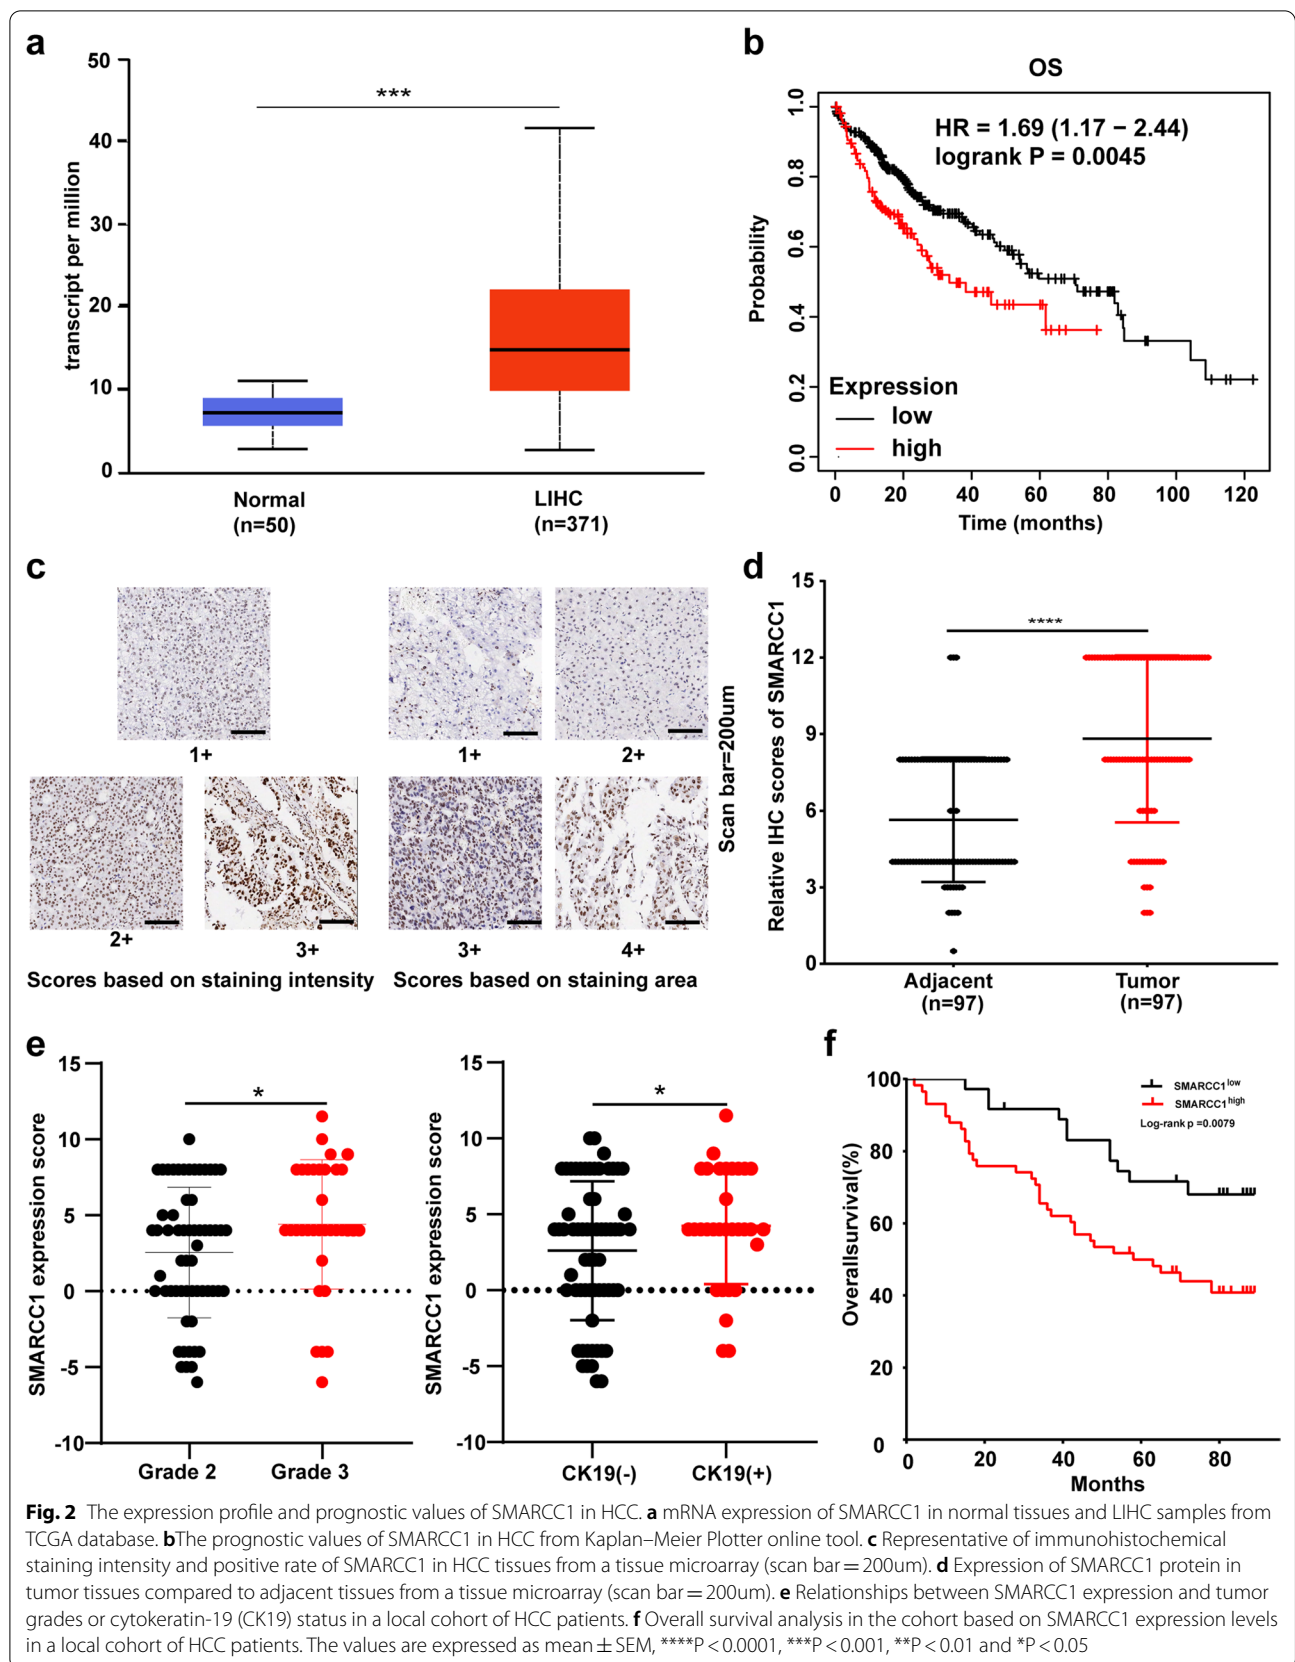 a
50
40
30
20
10
0
transcript per million
***
Normal
(n=50)
LIHC
(n=371)
b
OS
HR = 1.69 (1.17 − 2.44)
logrank P = 0.0045
Probability
1.0
0.8
0.6
0.4
0.2
0.0
Expression
low
high
0 20 40 60 80 100 120
Time (months)
c
1+
1+
2+
2+
3+
3+
4+
Scan bar=200um
Scores based on staining intensity
Scores based on staining area
d
Relative IHC scores of SMARCC1
15
12
9
6
3
0
****
Adjacent
(n=97)
Tumor
(n=97)
e
SMARCC1 expression score
15
10
5
0
-5
-10
*
Grade 2
Grade 3
SMARCC1 expression score
15
10
5
0
-5
-10
*
CK19(-)
CK19(+)
f
Overallsurvival(%)
100
80
60
40
20
0
SMARCC1low
SMARCC1high
Log-rank p =0.0079
0 20 40 60 80
Months
Fig. 2 The expression profile and prognostic values of SMARCC1 in HCC. a mRNA expression of SMARCC1 in normal tissues and LIHC samples from
TCGA database. bThe prognostic values of SMARCC1 in HCC from Kaplan–Meier Plotter online tool. c Representative of immunohistochemical
staining intensity and positive rate of SMARCC1 in HCC tissues from a tissue microarray (scan bar = 200um). d Expression of SMARCC1 protein in
tumor tissues compared to adjacent tissues from a tissue microarray (scan bar = 200um). e Relationships between SMARCC1 expression and tumor
grades or cytokeratin-19 (CK19) status in a local cohort of HCC patients. f Overall survival analysis in the cohort based on SMARCC1 expression levels
in a local cohort of HCC patients. The values are expressed as mean ± SEM, ****P < 0.0001, ***P < 0.001, **P < 0.01 and *P < 0.05